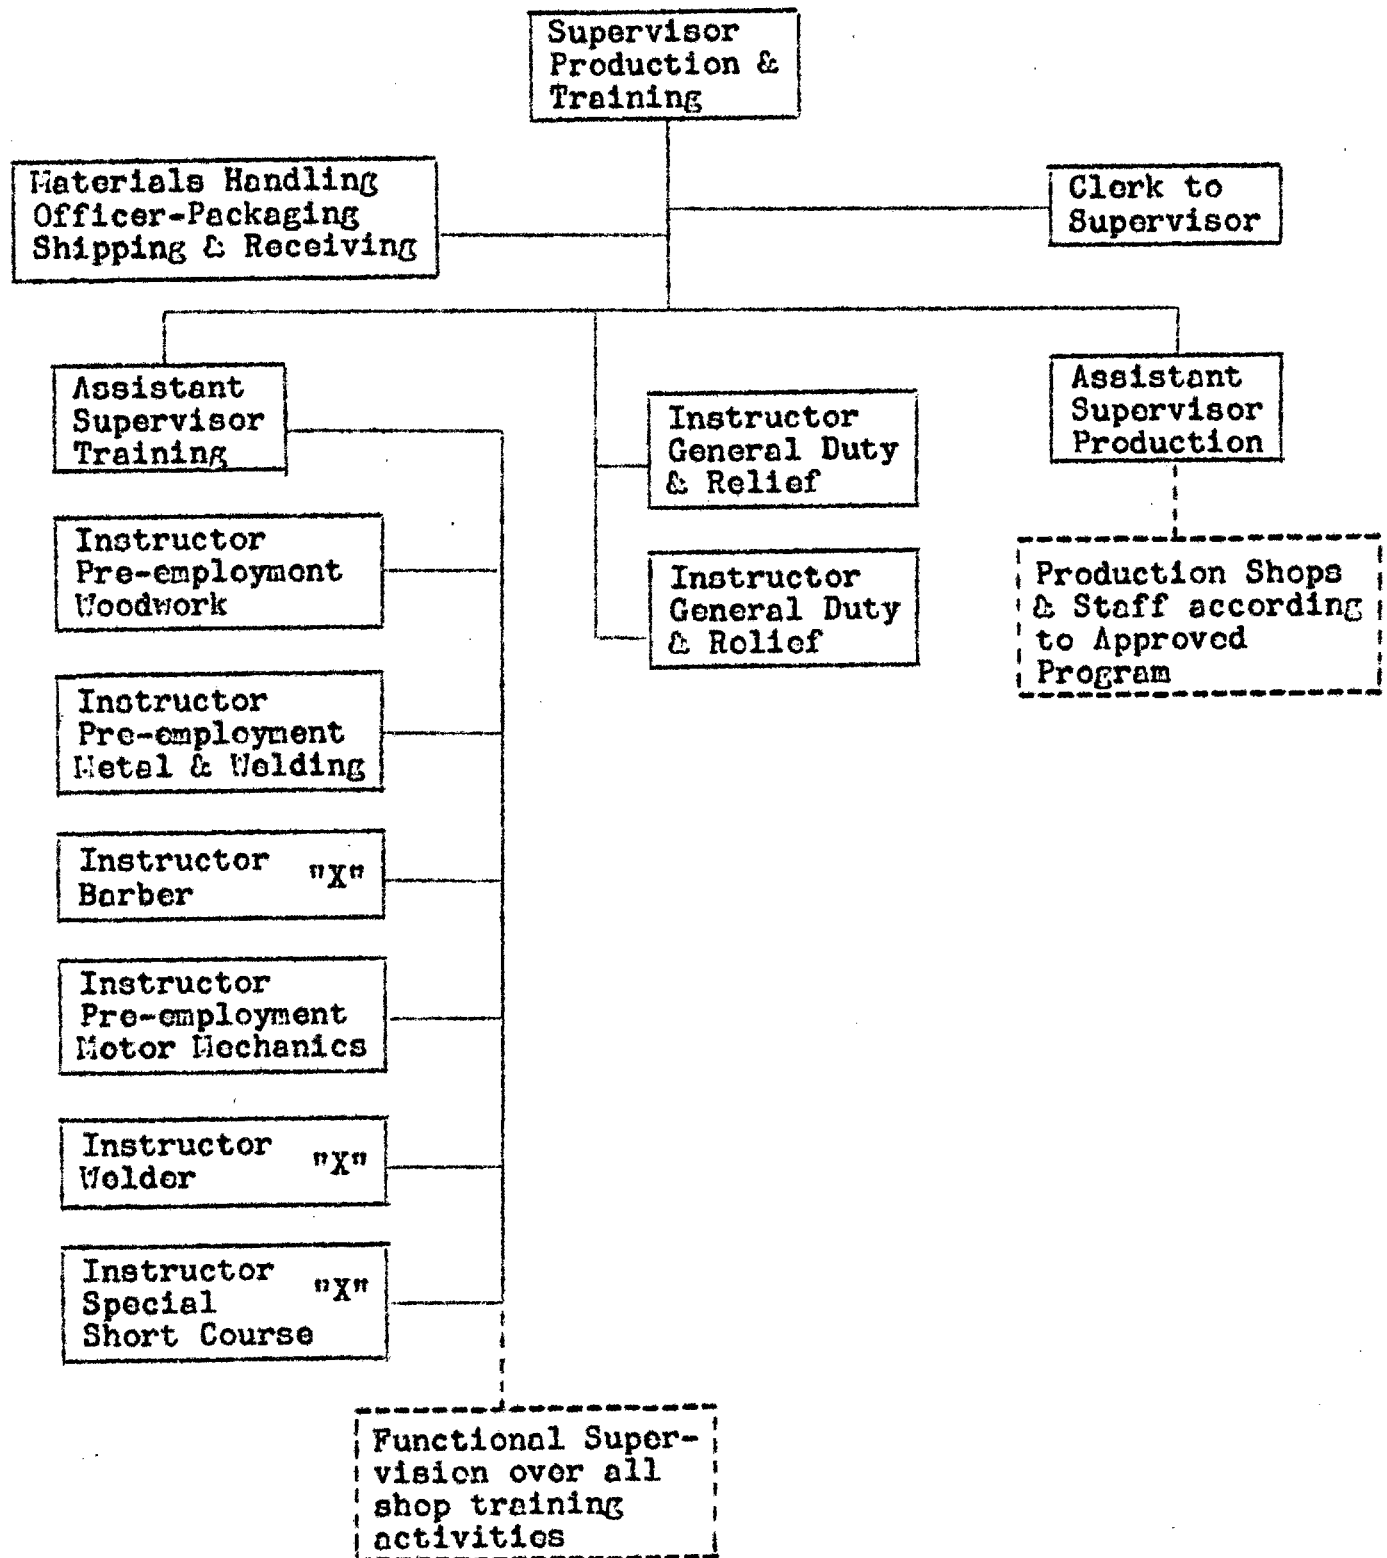 Supervisor
Production &
Training
Materials Handling
Officer-Packaging
Shipping & Receiving
Clerk to
Supervisor
Assistant
Supervisor
Training
Instructor
General Duty
& Relief
Assistant
Supervisor
Production
Instructor
Pre-employment
Woodwork
Instructor
General Duty
& Relief
Production Shops
& Staff according
to Approved
Program
Instructor
Pre-employment
Metal & Welding
Instructor "X"
Barber
Instructor
Pre-employment
Motor Mechanics
Instructor "X"
Welder
Instructor "X"
Special
Short Course
Functional Super-
vision over all
shop training
activities